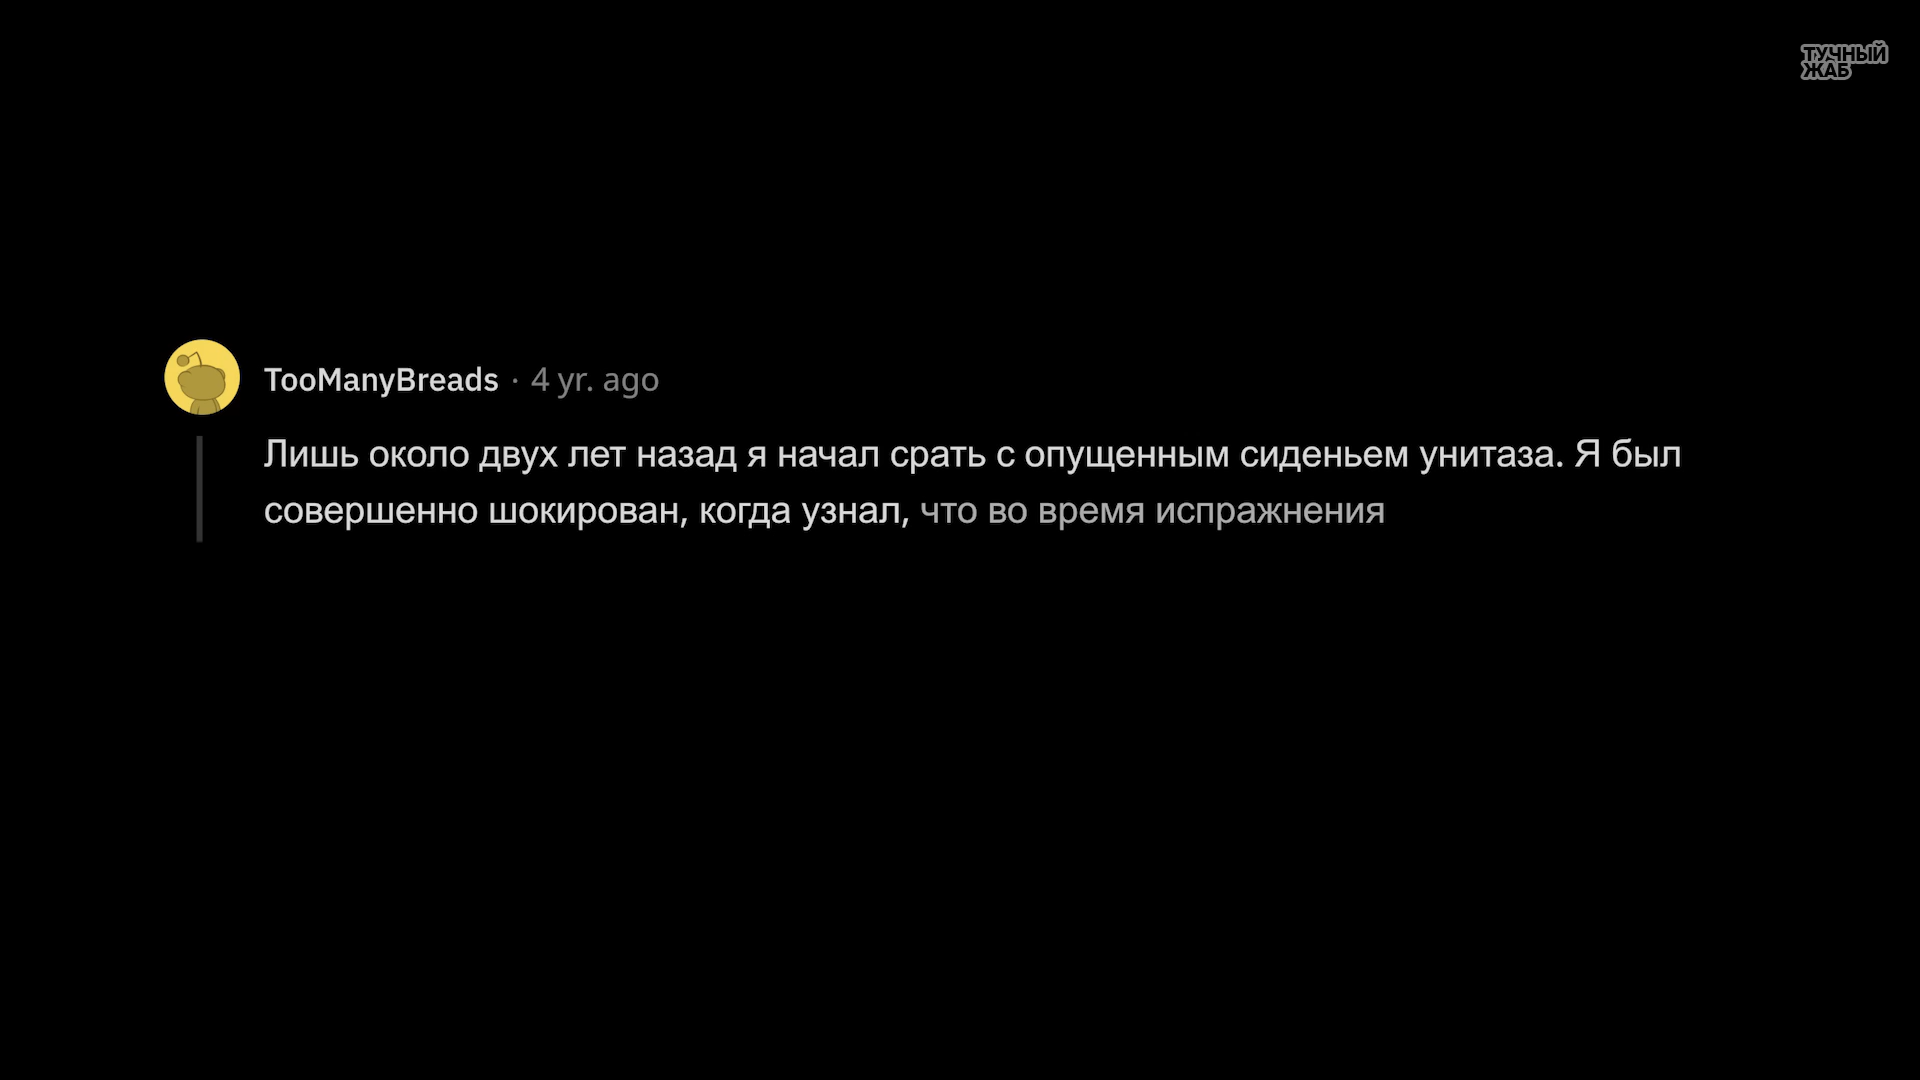 ТУЧНЫЙ
ЖАБ
TooManyBreads · 4 yr. ago
Лишь около двух лет назад я начал срать с опущенным сиденьем унитаза. Я был
совершенно шокирован, когда узнал, что во время испражнения